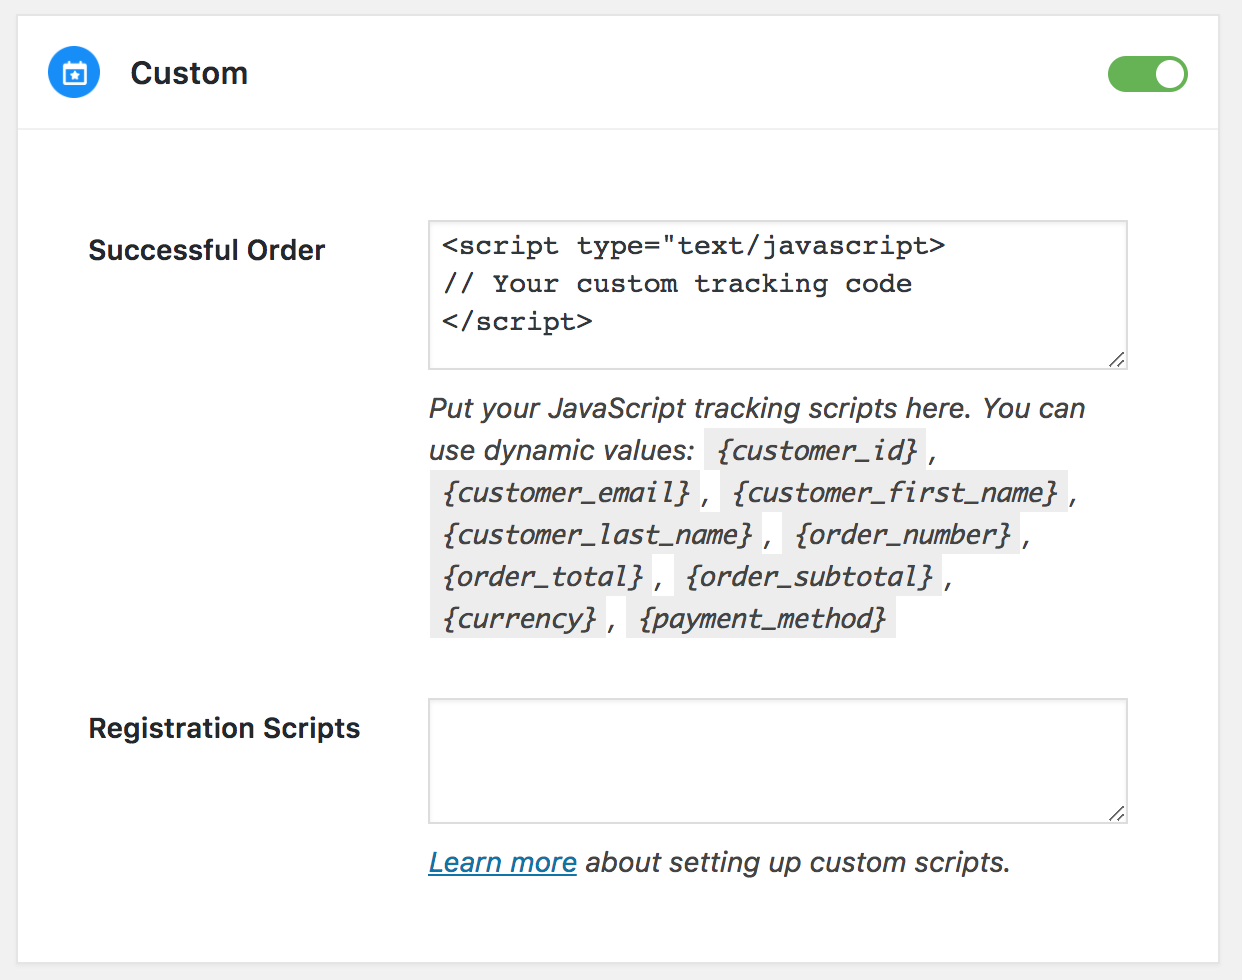 Custom
Successful Order
<script type="text/javascript>
// Your custom tracking code
</script>
Put your JavaScript tracking scripts here. You can
use dynamic values: {customer_id} ,
{customer_email} , {customer_first_name} ,
{customer_last_name} , {order_number} ,
{order_total} , {order_subtotal} ,
{currency} , {payment_method}
Registration Scripts
Learn more about setting up custom scripts.